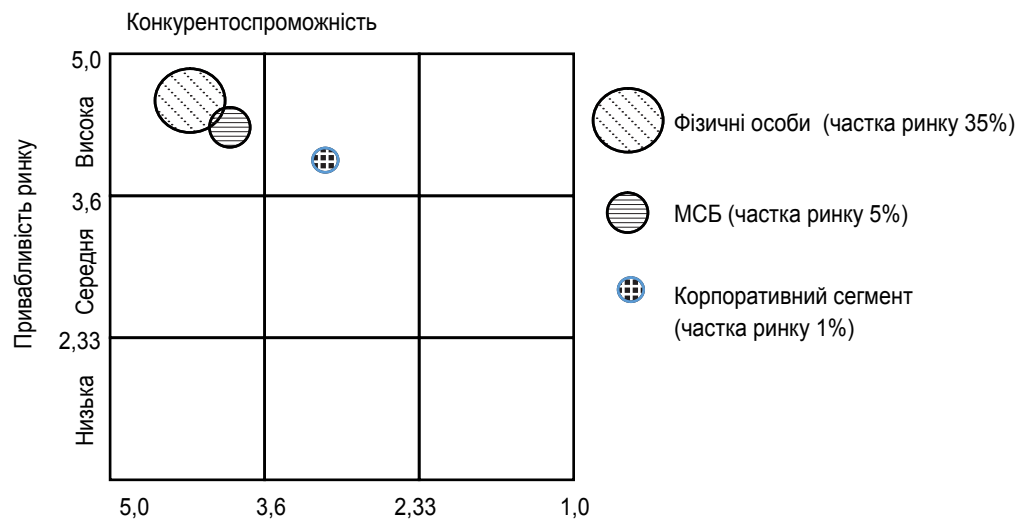 Конкурентоспроможність
5,0
Висока
3,6
Привабливість ринку
Середня
2,33
Низька
5,0 3,6 2,33 1,0
Фізичні особи (частка ринку 35%)
МСБ (частка ринку 5%)
Корпоративний сегмент
(частка ринку 1%)